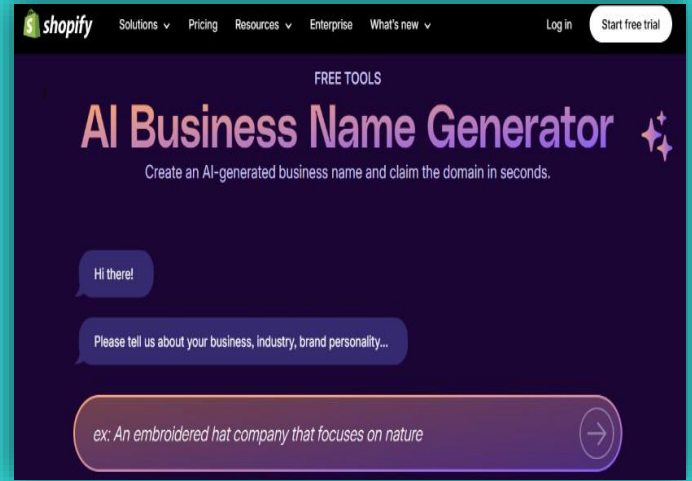 shopify Solutions Pricing Resources Enterprise What's new Log in Start free trial
FREE TOOLS
AI Business Name Generator
Create an AI-generated business name and claim the domain in seconds.
Hi there!
Please tell us about your business, industry, brand personality...
ex: An embroidered hat company that focuses on nature